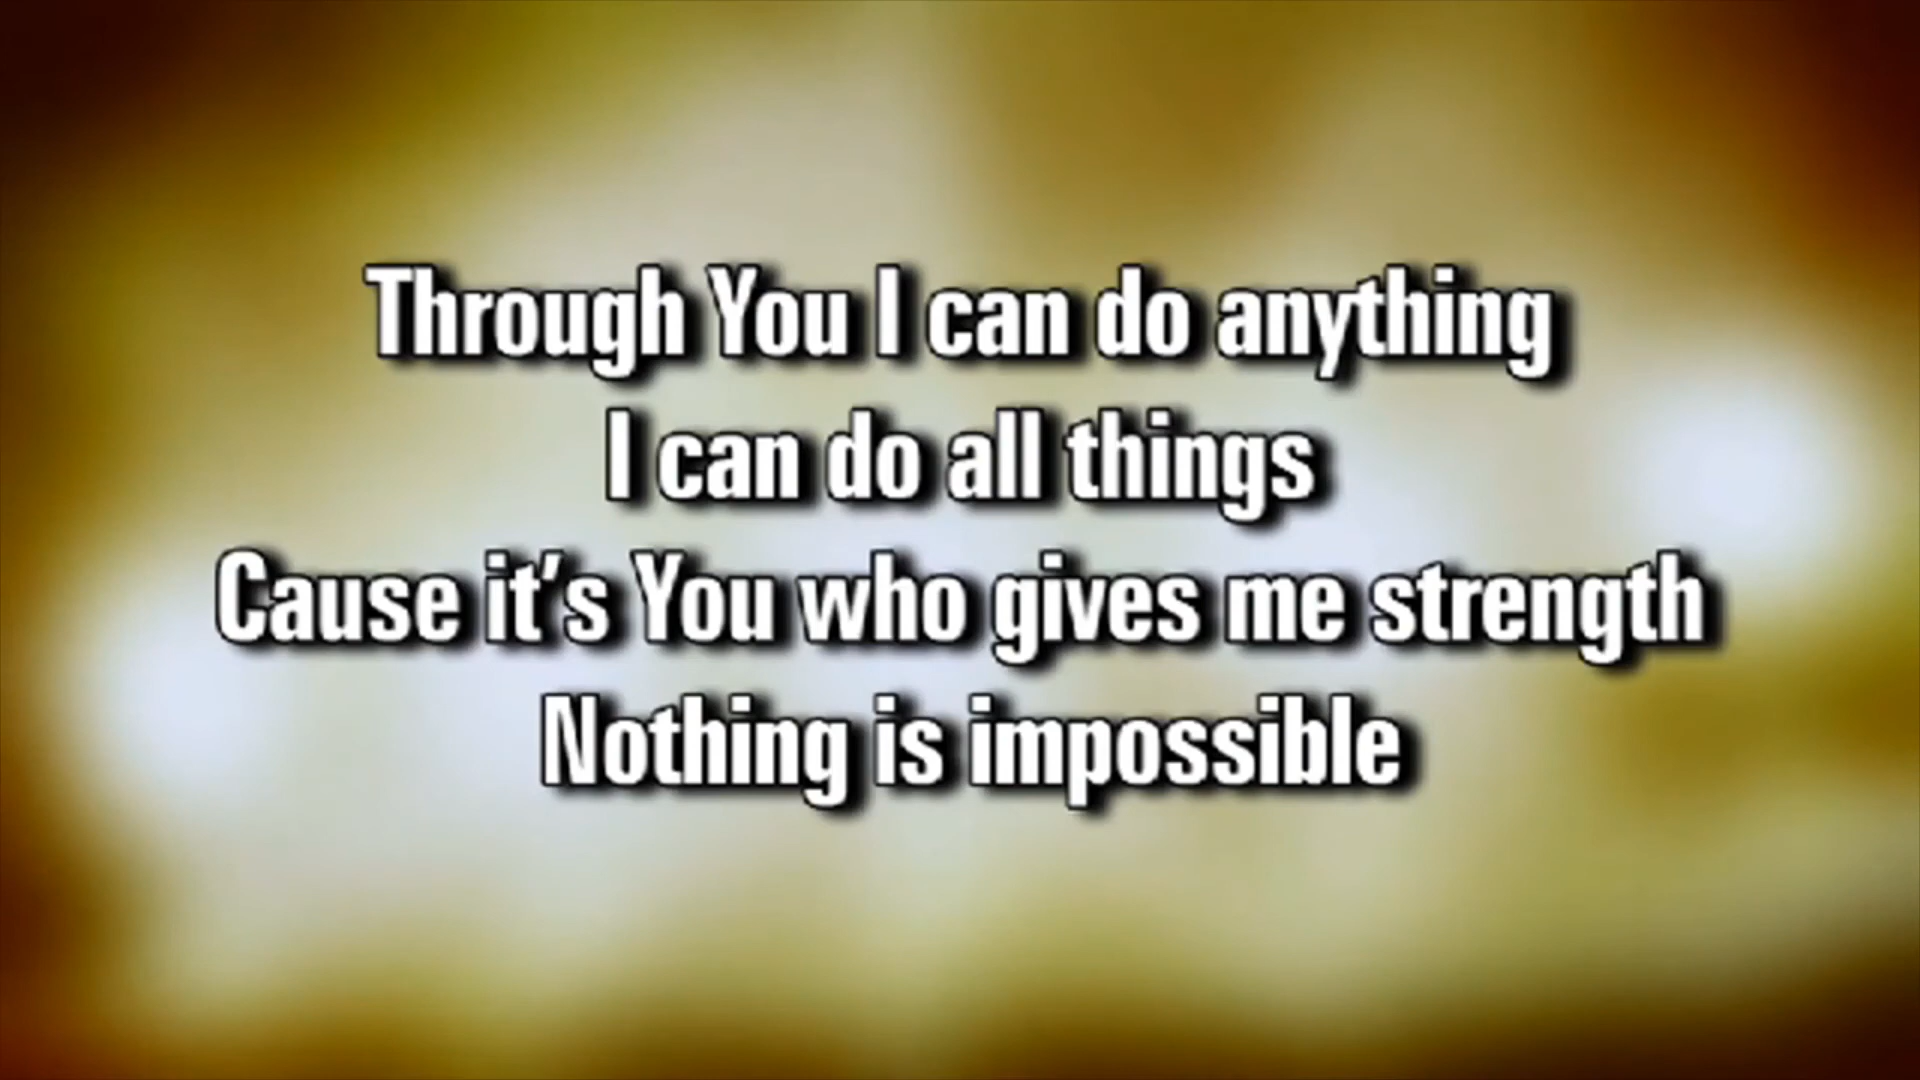 Through You I can do anything
I can do all things
Cause it's You who gives me strength
Nothing is impossible